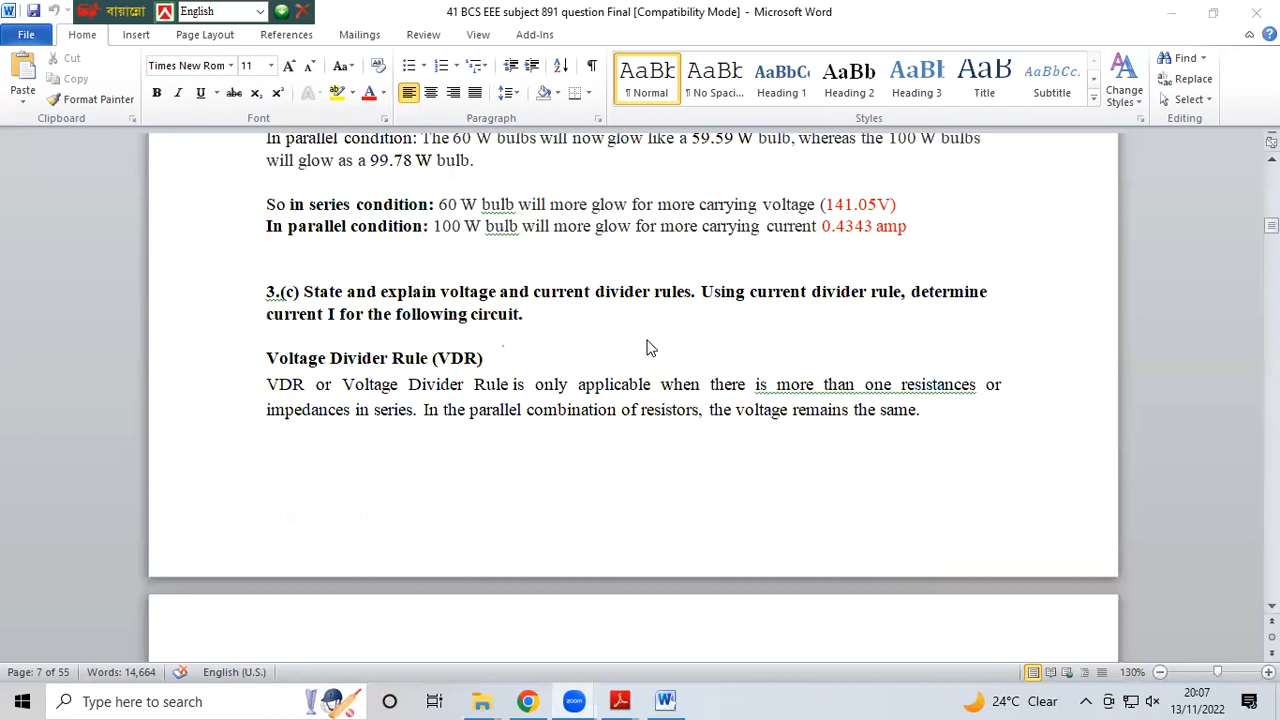 বায়ান্নো English 41 BCS EEE subject 891 question Final [Compatibility Mode] - Microsoft Word
File Home Insert Page Layout References Mailings Review View Add-Ins
Paste Cut Copy Format Painter
Clipboard
Times New Rom 11
Font
Paragraph
AaBb AaBb AaBbCc AaBb AaBb AaB AaBbCc.
¶ Normal ¶ No Spaci... Heading 1 Heading 2 Heading 3 Title Subtitle
Change Styles
Styles
Find Replace Select
Editing
In parallel condition: The 60 W bulbs will now glow like a 59.59 W bulb, whereas the 100 W bulbs
will glow as a 99.78 W bulb.
So in series condition: 60 W bulb will more glow for more carrying voltage (141.05V)
In parallel condition: 100 W bulb will more glow for more carrying current 0.4343 amp
3.(c) State and explain voltage and current divider rules. Using current divider rule, determine
current I for the following circuit.
Voltage Divider Rule (VDR)
VDR or Voltage Divider Rule is only applicable when there is more than one resistances or
impedances in series. In the parallel combination of resistors, the voltage remains the same.
Page: 7 of 55 Words: 14,664 English (U.S.) 130%
Type here to search zoom 24°C Clear 20:07
13/11/2022